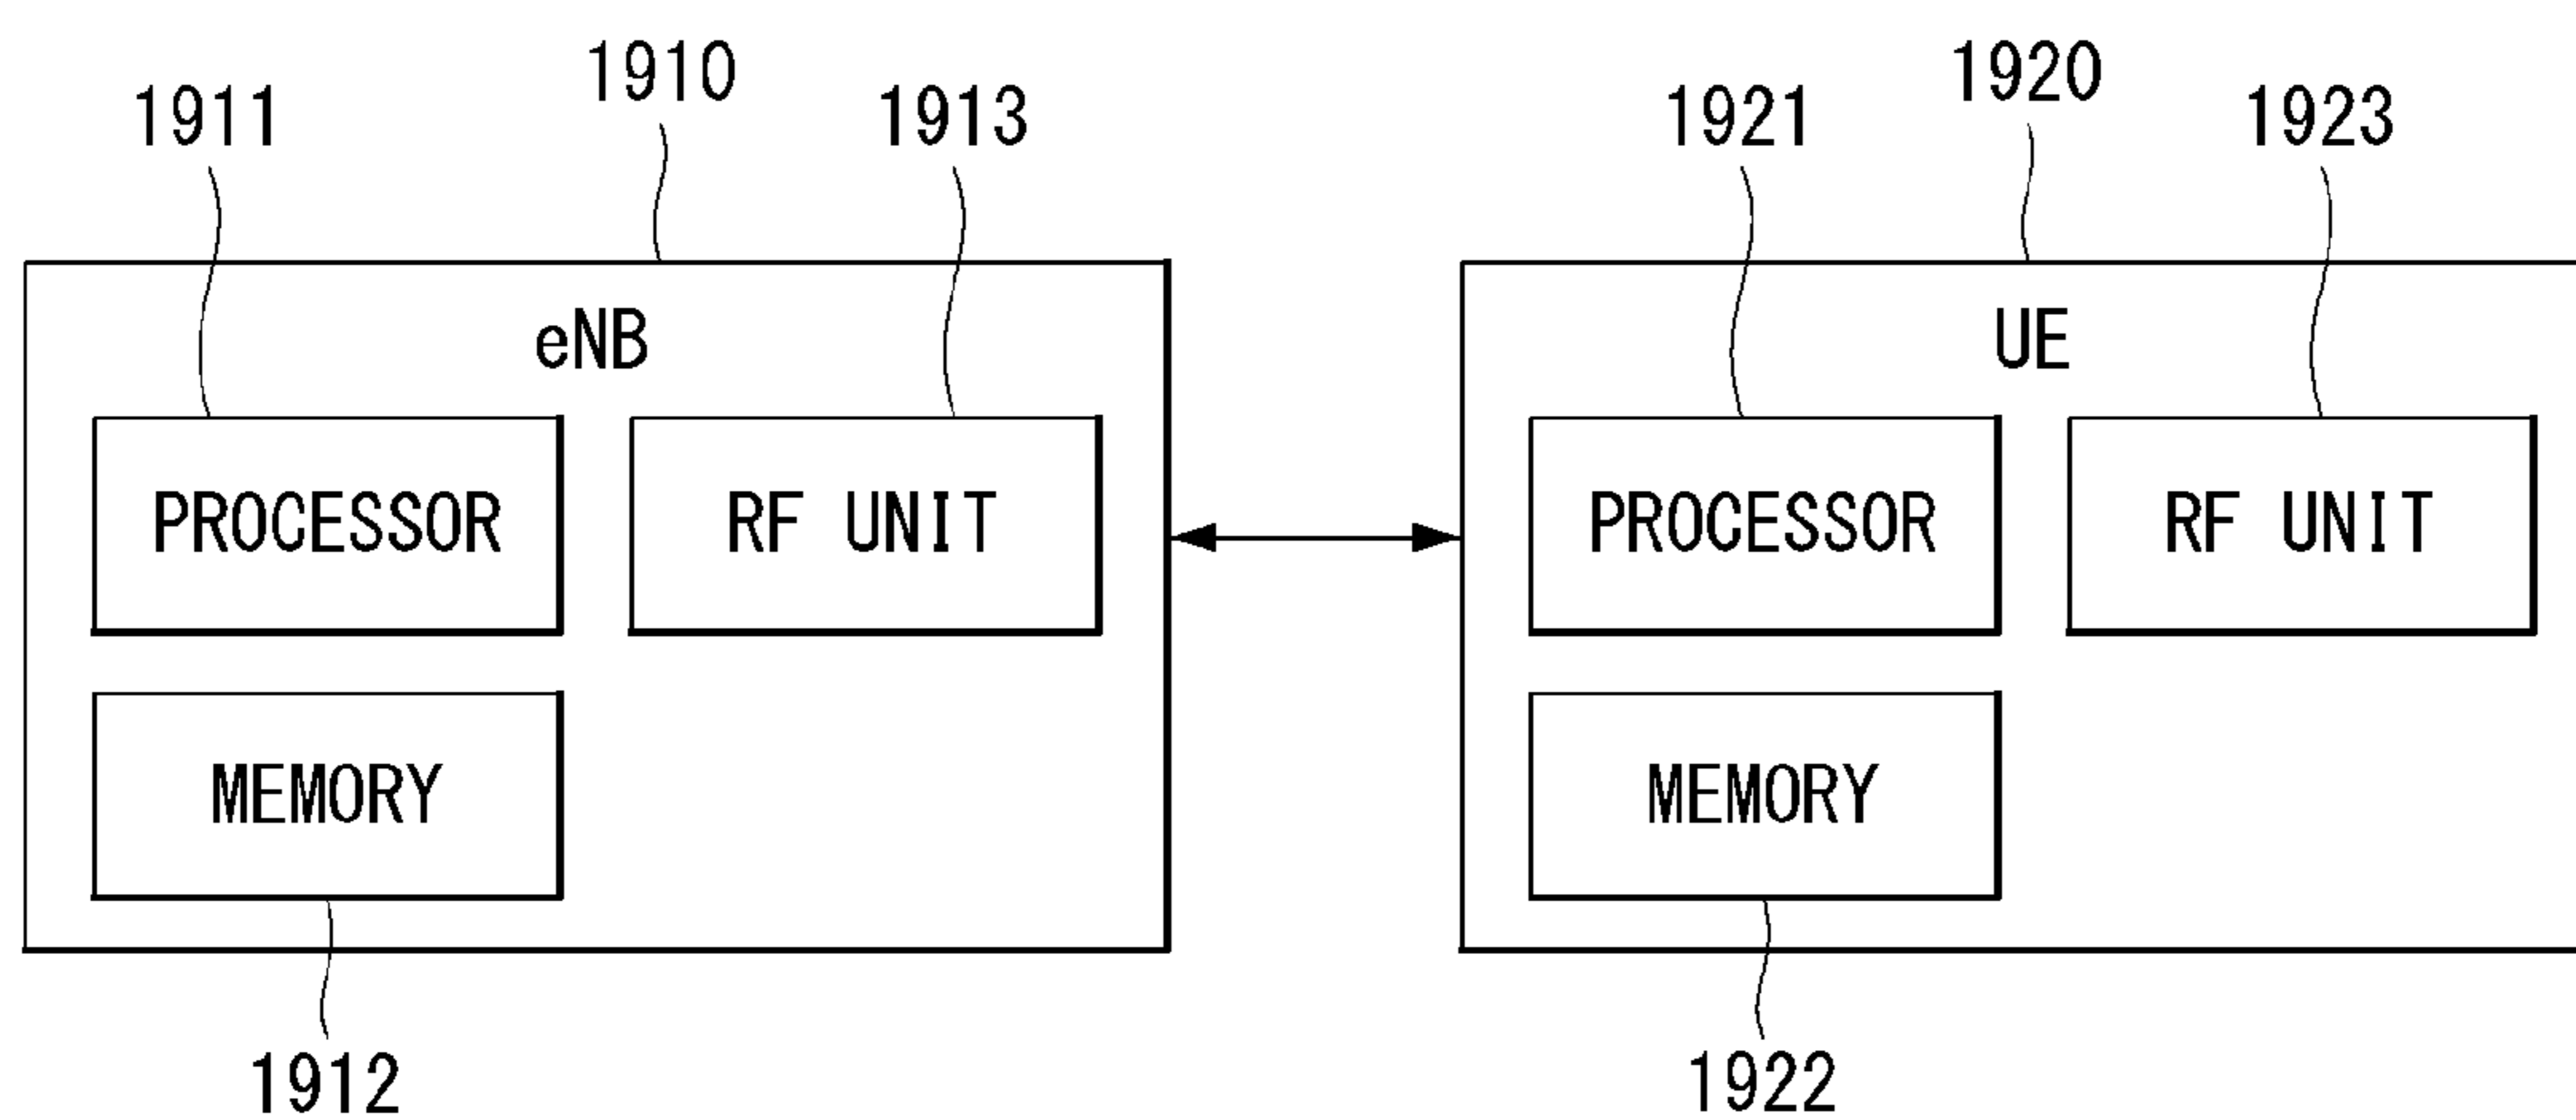 1910
1920
1911
1913
1921
1923
eNB
UE
PROCESSOR
RF UNIT
PROCESSOR
RF UNIT
MEMORY
MEMORY
1912
1922